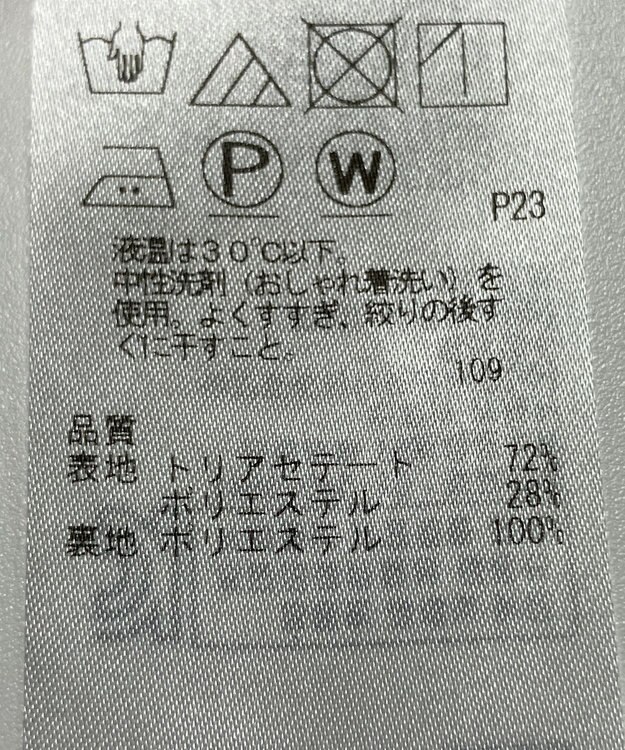 P W
P23
液温は30℃以下。
中性洗剤（おしゃれ着洗い）を
使用。よくすすぎ、絞りの後す
ぐに干すこと。
109
品質
表地 トリアセテート 72%
ポリエステル 28%
裏地 ポリエステル 100%